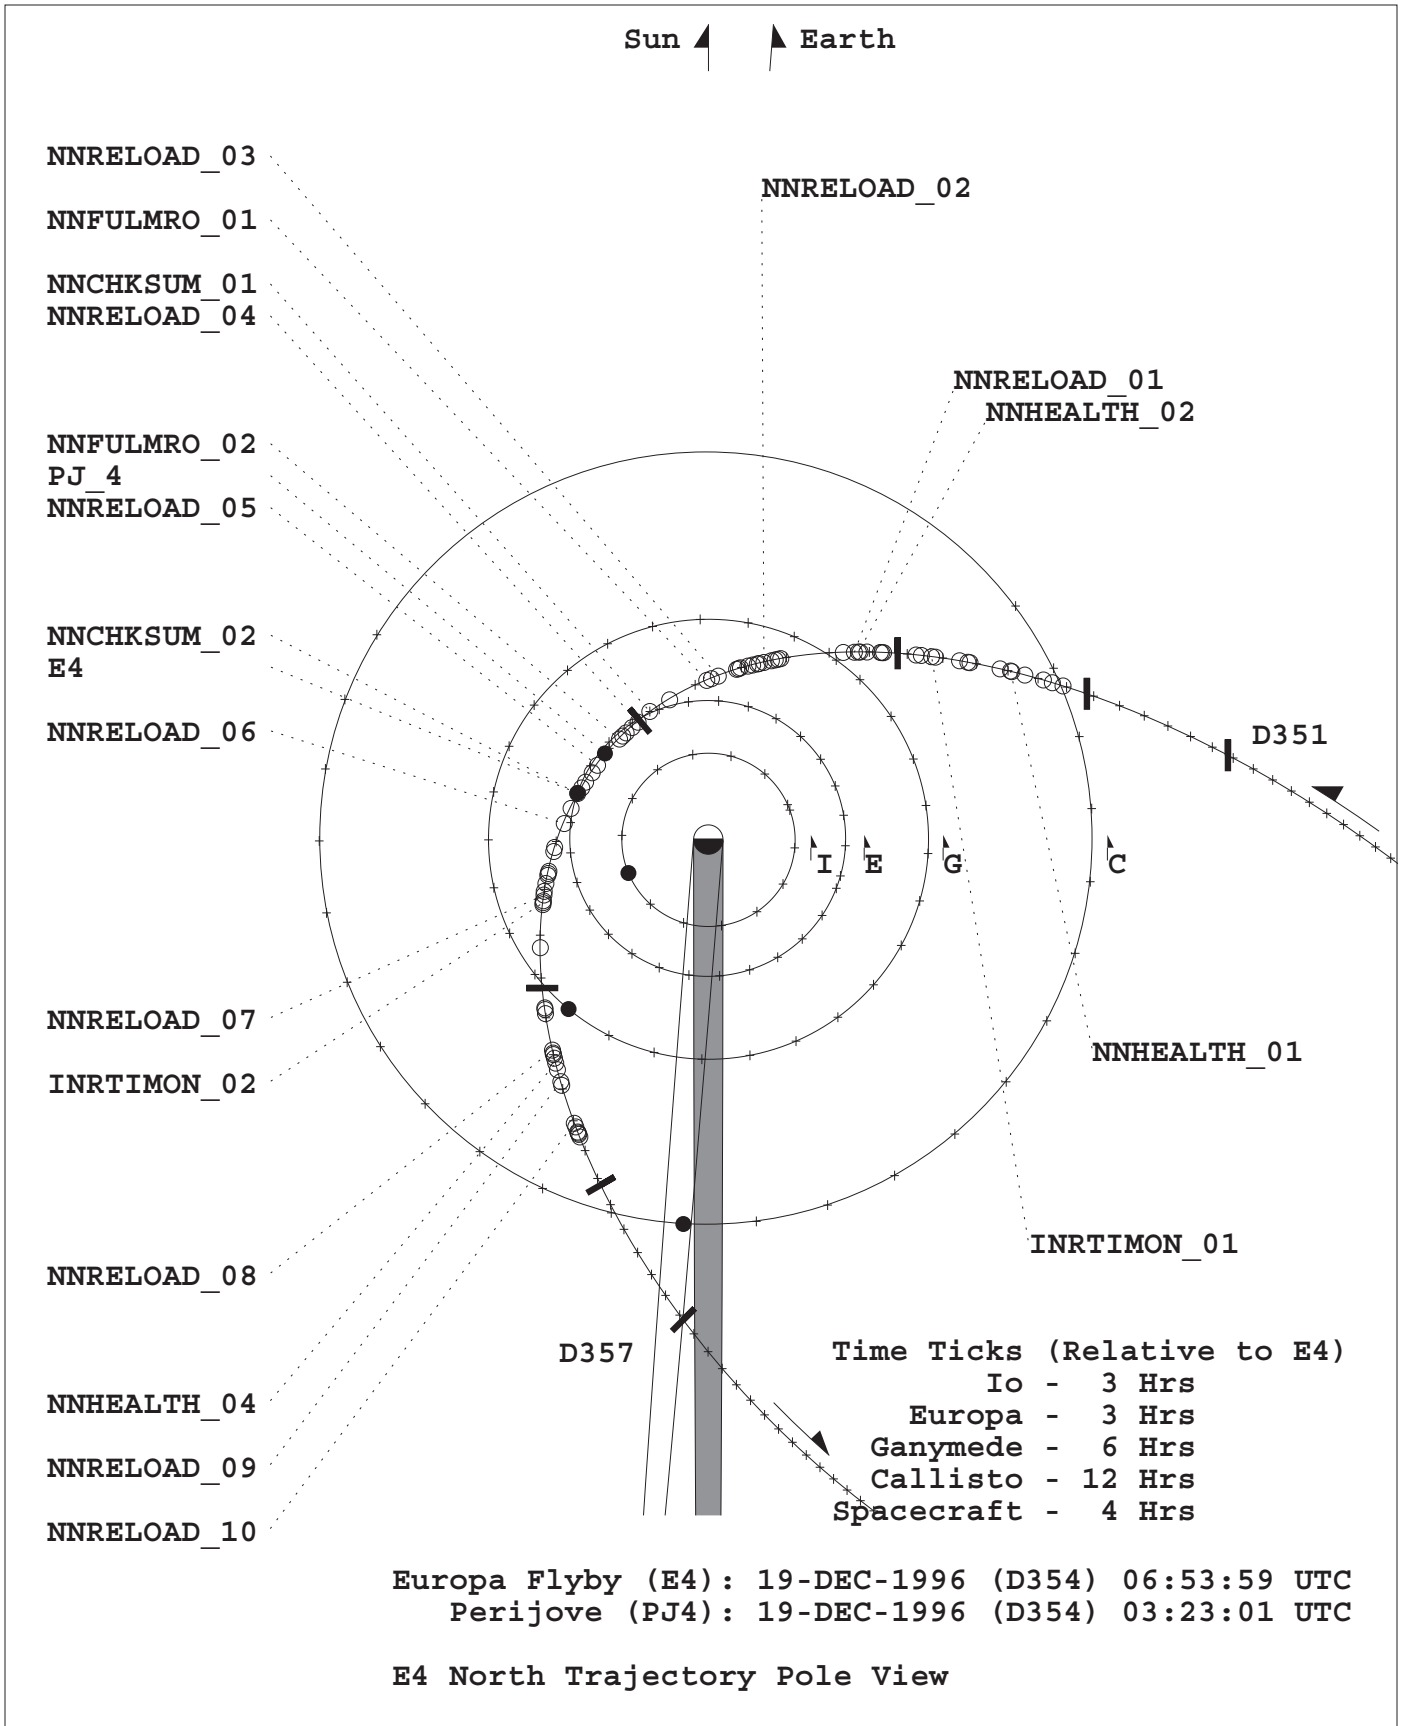 Sun Earth
NNRELOAD_03
NNRELOAD_02
NNFULMRO_01
NNCHKSUM_01
NNRELOAD_04
NNRELOAD_01
NNHEALTH_02
NNFULMRO_02
PJ_4
NNRELOAD_05
NNCHKSUM_02
E4
NNRELOAD_06
D351
I E G C
NNRELOAD_07
NNHEALTH_01
INRTIMON_02
INRTIMON_01
NNRELOAD_08
D357
NNHEALTH_04
NNRELOAD_09
NNRELOAD_10
Time Ticks (Relative to E4)
Io - 3 Hrs
Europa - 3 Hrs
Ganymede - 6 Hrs
Callisto - 12 Hrs
Spacecraft - 4 Hrs
Europa Flyby (E4): 19-DEC-1996 (D354) 06:53:59 UTC
Perijove (PJ4): 19-DEC-1996 (D354) 03:23:01 UTC
E4 North Trajectory Pole View